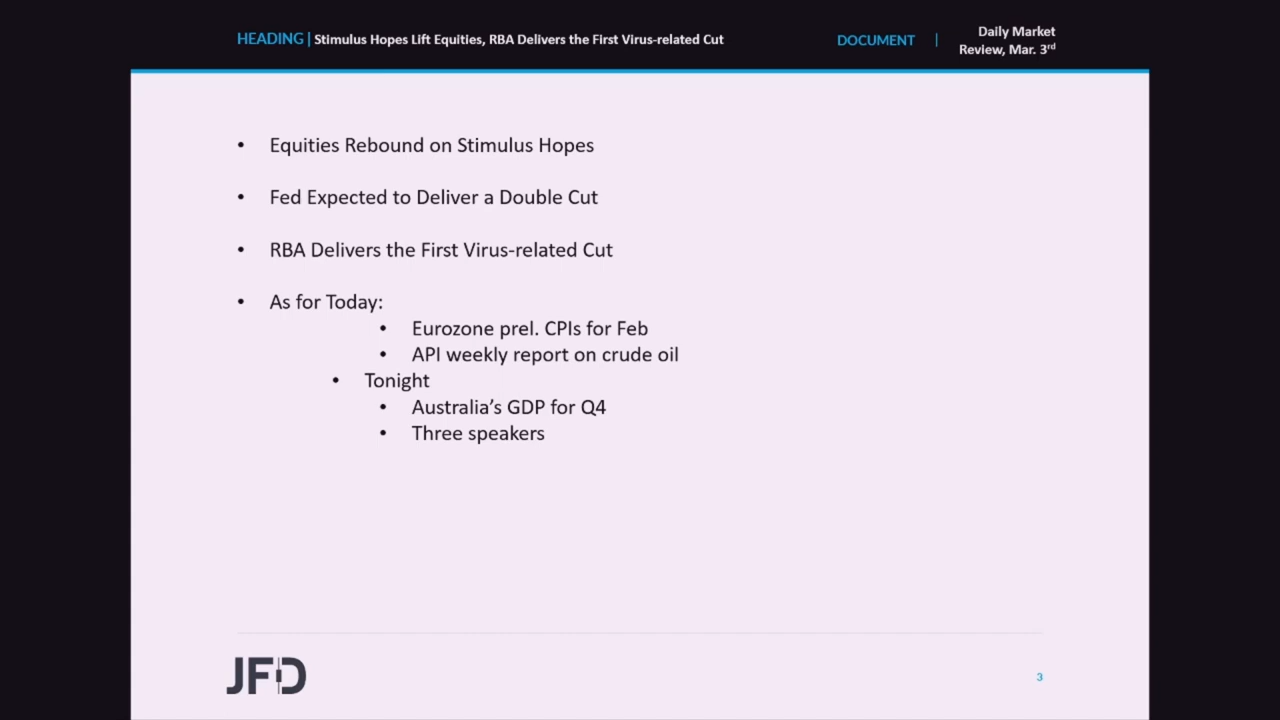 HEADING | Stimulus Hopes Lift Equities, RBA Delivers the First Virus-related Cut
DOCUMENT |
Daily Market
Review, Mar. 3rd
• Equities Rebound on Stimulus Hopes
• Fed Expected to Deliver a Double Cut
• RBA Delivers the First Virus-related Cut
• As for Today:
• Eurozone prel. CPIs for Feb
• API weekly report on crude oil
• Tonight
• Australia’s GDP for Q4
• Three speakers
JFD
3